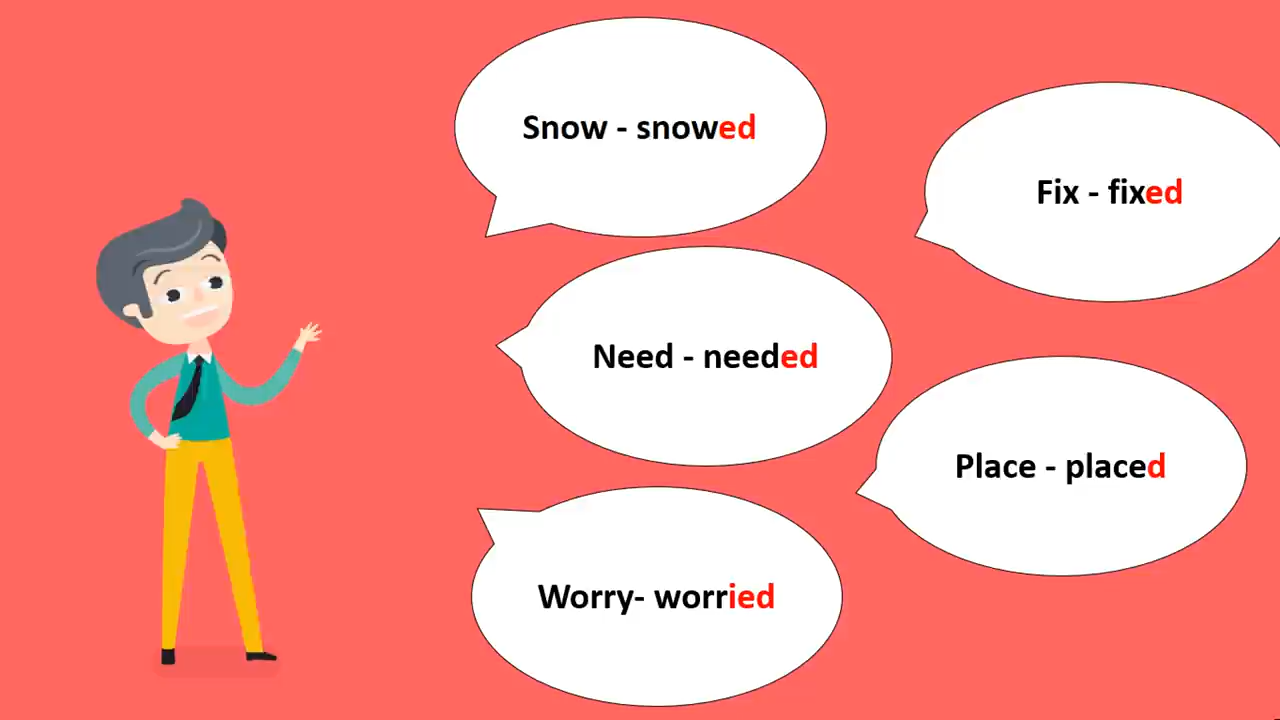 Snow - snowed
Fix - fixed
Need - needed
Place - placed
Worry- worried